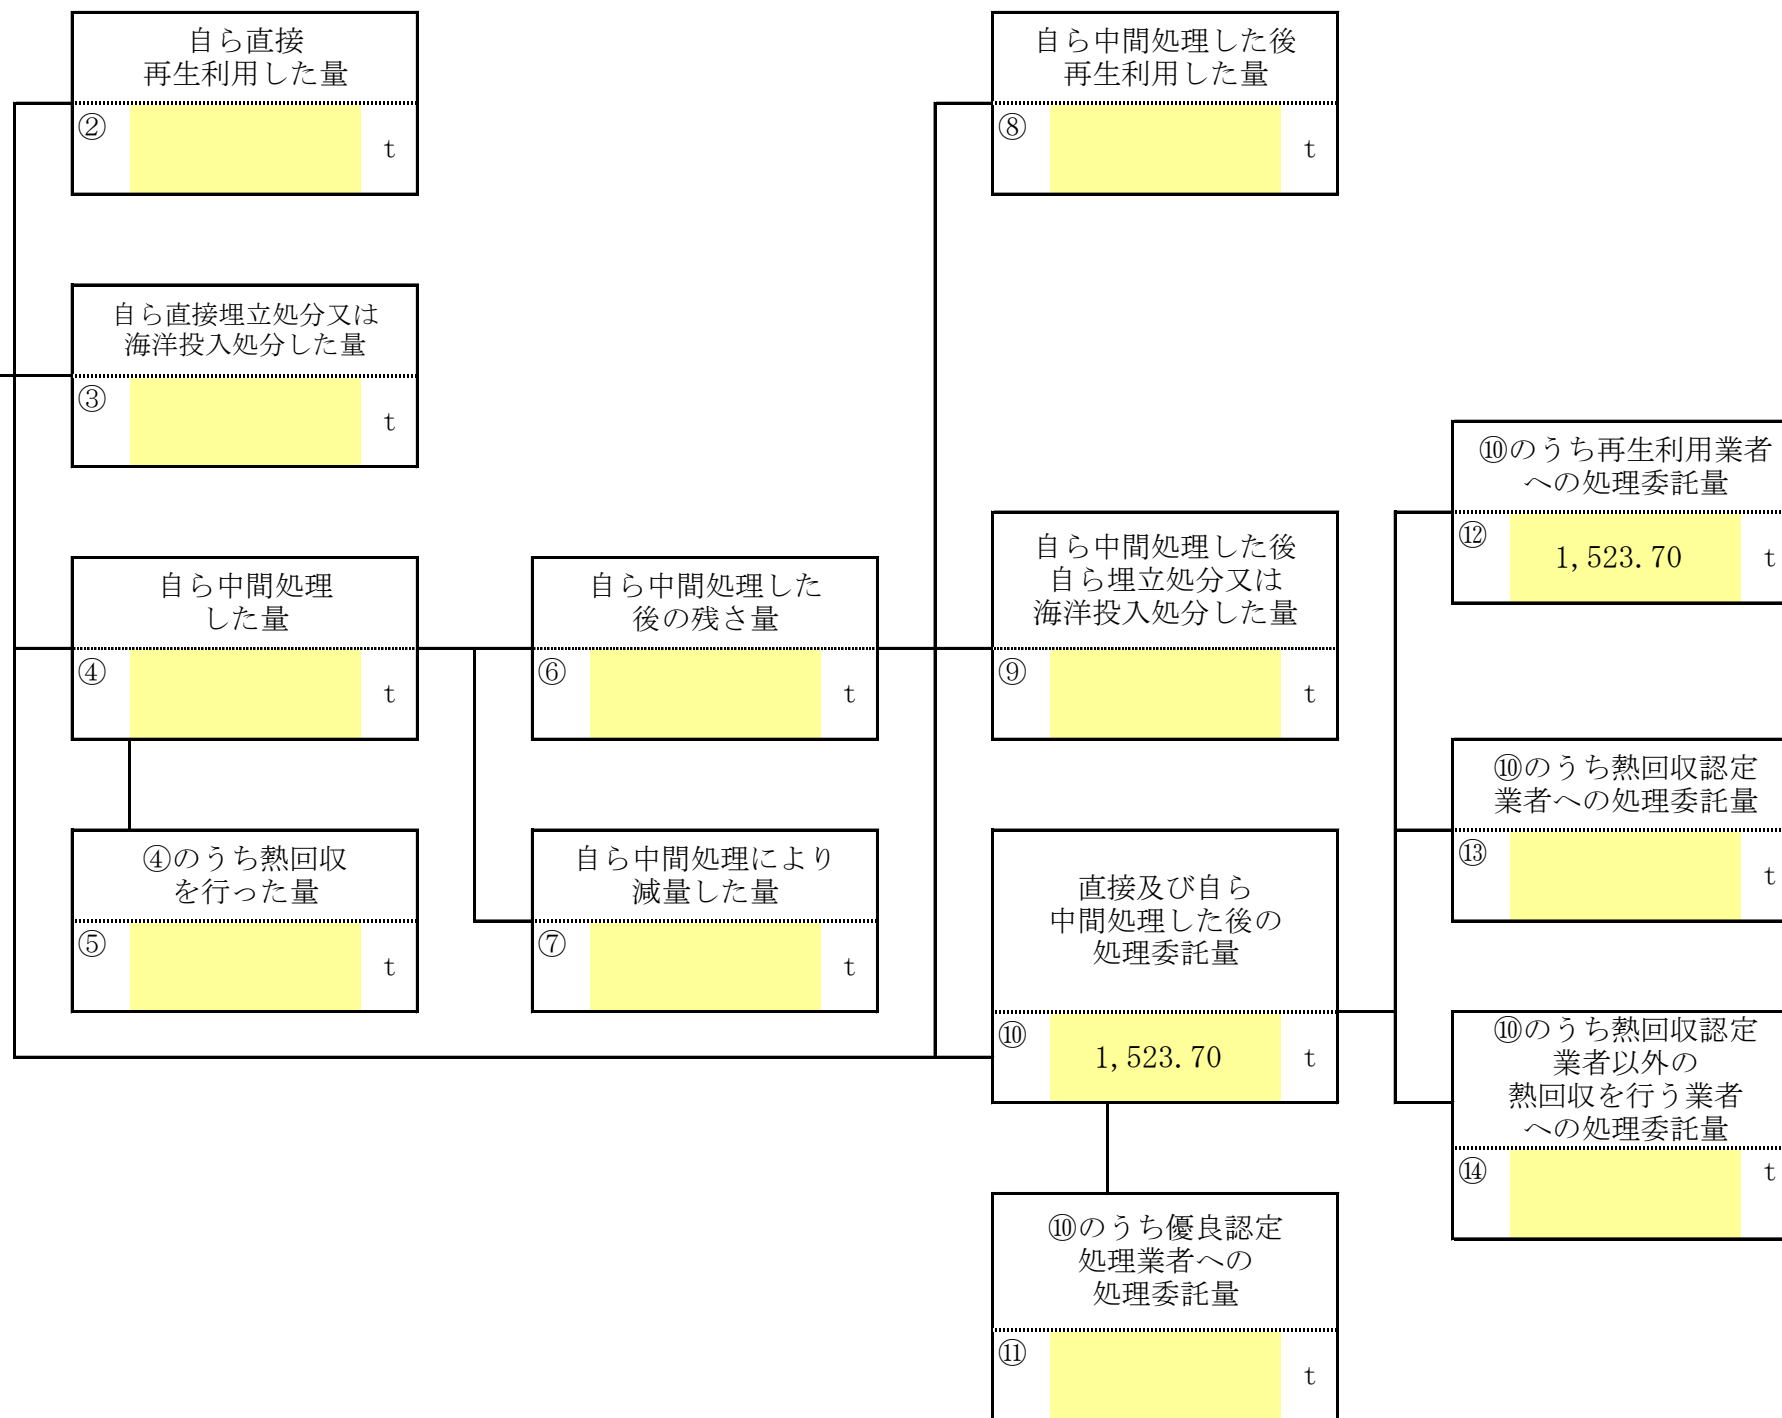 自ら直接
再生利用した量
②
t
自ら中間処理した後
再生利用した量
⑧
t
自ら直接埋立処分又は
海洋投入処分した量
③
t
⑩のうち再生利用業者
への処理委託量
⑫
1,523.70
t
自ら中間処理
した量
④
t
自ら中間処理した
後の残さ量
⑥
t
自ら中間処理した後
自ら埋立処分又は
海洋投入処分した量
⑨
t
⑩のうち熱回収認定
業者への処理委託量
⑬
t
④のうち熱回収
を行った量
⑤
t
自ら中間処理により
減量した量
⑦
t
直接及び自ら
中間処理した後の
処理委託量
⑩
1,523.70
t
⑩のうち熱回収認定
業者以外の
熱回収を行う業者
への処理委託量
⑭
t
⑩のうち優良認定
処理業者への
処理委託量
⑪
t